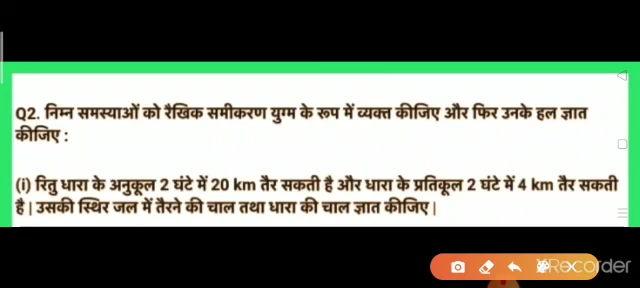 Q2. निम्न समस्याओं को रैखिक समीकरण युग्म के रूप में व्यक्त कीजिए और फिर उनके हल ज्ञात
कीजिए :
(i) रितु धारा के अनुकूल 2 घंटे में 20 km तैर सकती है और धारा के प्रतिकूल 2 घंटे में 4 km तैर सकती
है | उसकी स्थिर जल में तैरने की चाल तथा धारा की चाल ज्ञात कीजिए |